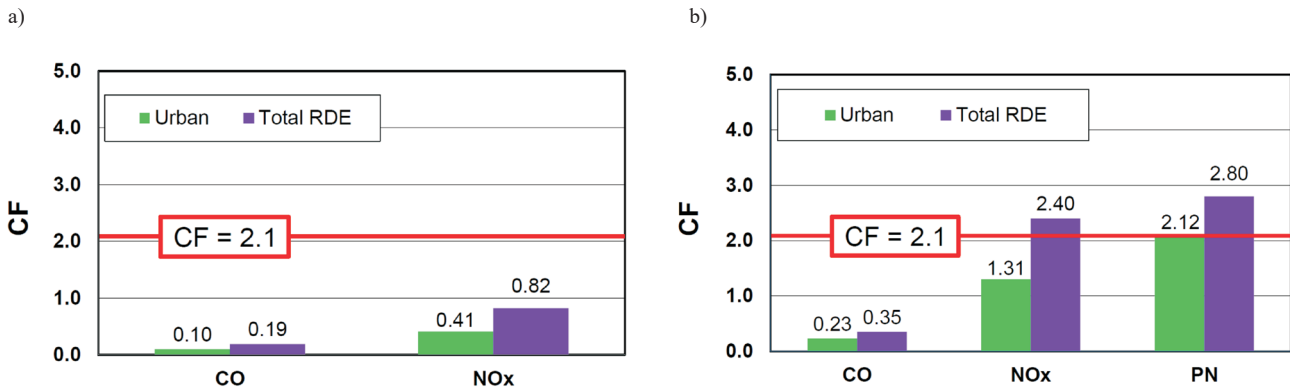 a)
5.0
Urban Total RDE
4.0
3.0
CF
CF = 2.1
2.0
1.0
0.10 0.19 0.41 0.82
0.0
CO NOx
b)
5.0
Urban Total RDE
4.0
3.0
CF
CF = 2.1
2.0
1.0
0.23 0.35 1.31 2.40 2.12 2.80
0.0
CO NOx PN